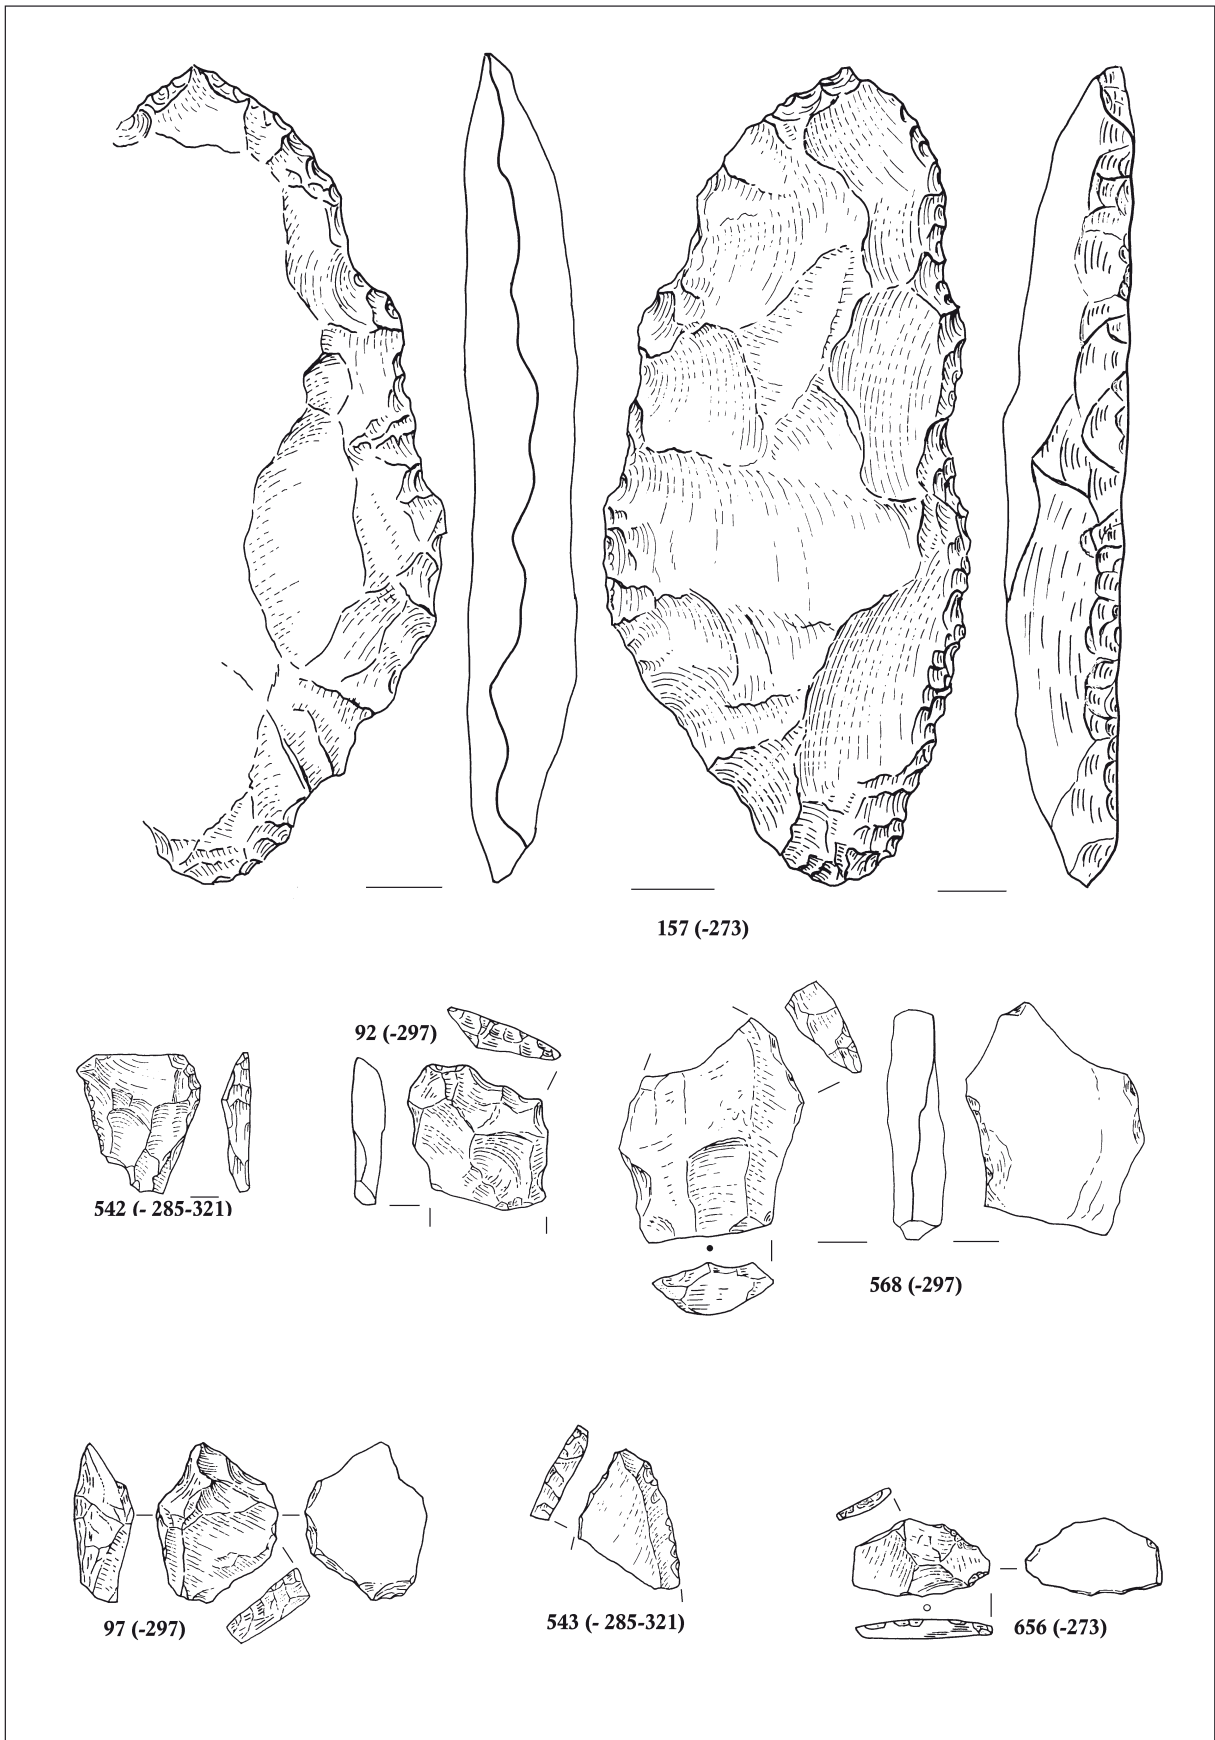 157 (-273)
92 (-297)
542 (- 285-321)
568 (-297)
97 (-297)
543 (- 285-321)
656 (-273)